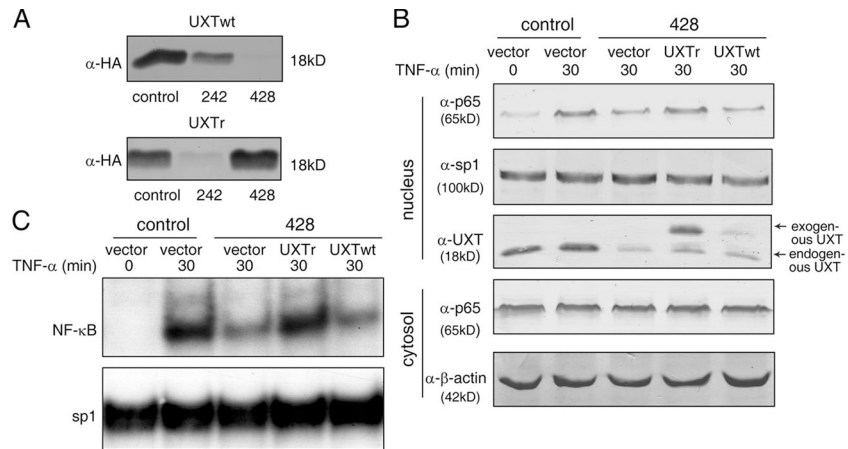 A
UXTwt
α-HA
18kD
control 242 428
UXTr
α-HA
18kD
control 242 428
B
control 428
vector vector vector UXTr UXTwt
TNF-α (min) 0 30 30 30 30
nucleus
α-p65
(65kD)
α-sp1
(100kD)
α-UXT
(18kD)
exogen-
ous UXT
endogen-
ous UXT
cytosol
α-p65
(65kD)
α-β-actin
(42kD)
C
control 428
vector vector vector UXTr UXTwt
TNF-α (min) 0 30 30 30 30
NF-κB
sp1